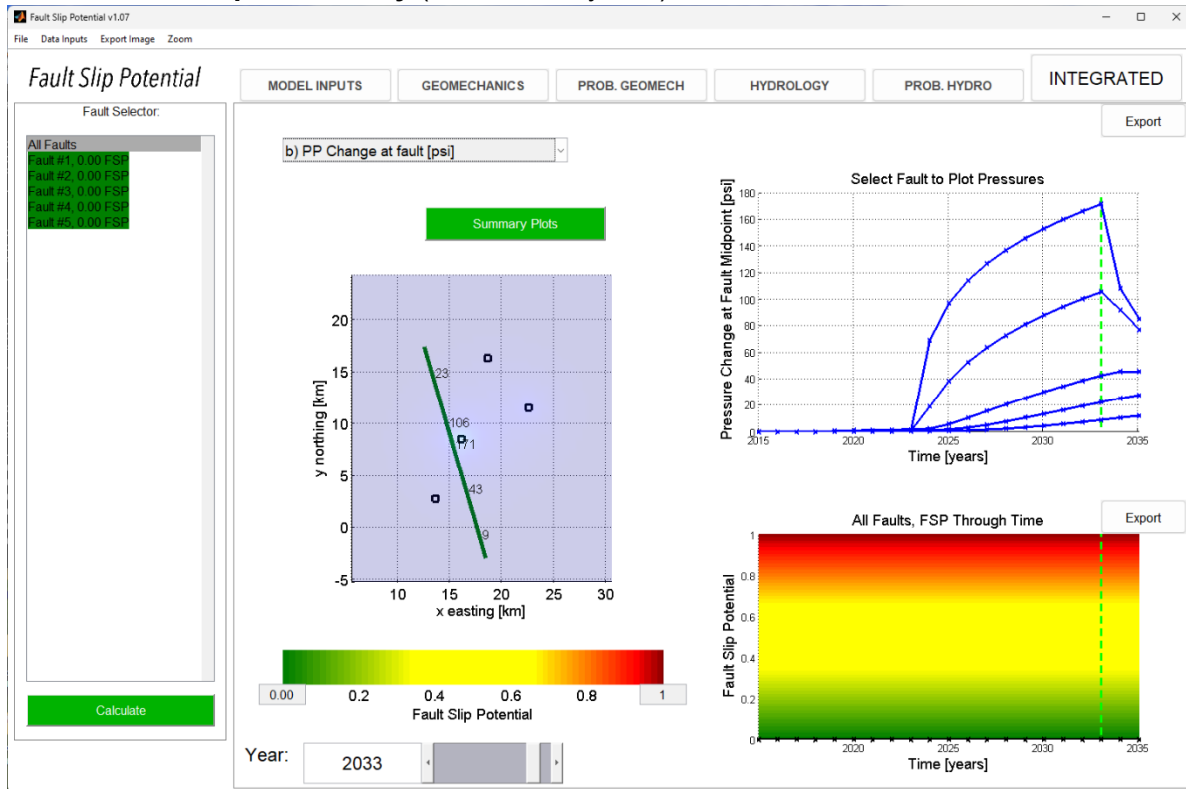 Fault Slip Potential v1.07
File Data Inputs Export Image Zoom
Fault Slip Potential
MODEL INPUTS GEOMECHANICS PROB. GEOMECH HYDROLOGY PROB. HYDRO INTEGRATED
Fault Selector:
All Faults
Fault #1, 0.00 FSP
Fault #2, 0.00 FSP
Fault #3, 0.00 FSP
Fault #4, 0.00 FSP
Fault #5, 0.00 FSP
Calculate
Export
b) PP Change at fault [psi]
Summary Plots
20
15
10
5
0
-5
y northing [km]
23
106
171
43
9
10 15 20 25 30
x easting [km]
0.00 0.2 0.4 0.6 0.8 1
Fault Slip Potential
Year: 2033
Select Fault to Plot Pressures
Pressure Change at Fault Midpoint [psi]
180
160
140
120
100
80
60
40
20
0
2015 2020 2025 2030 2035
Time [years]
Export
All Faults, FSP Through Time
Fault Slip Potential
1
0.8
0.6
0.4
0.2
0
2020 2025 2030 2035
Time [years]